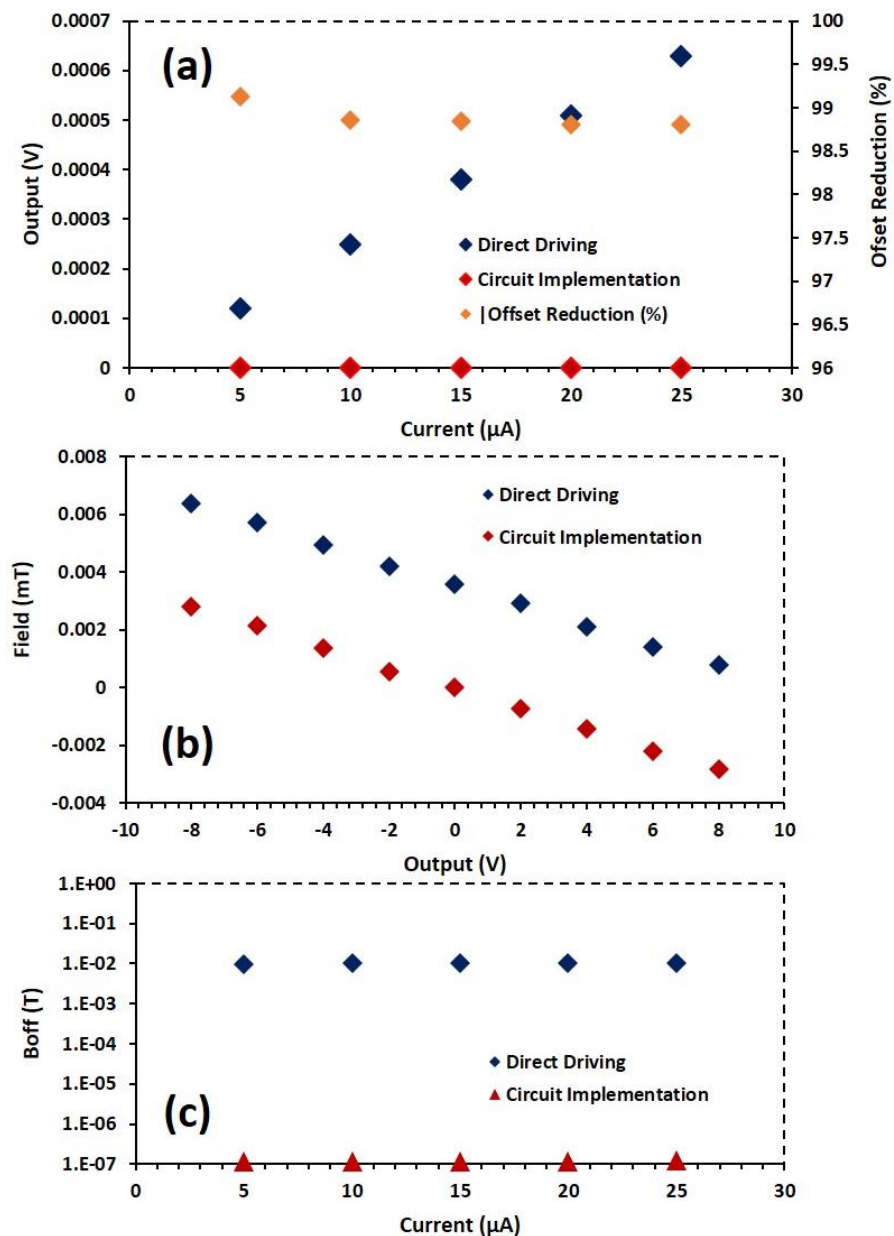 0.0007
0.0006
0.0005
0.0004
0.0003
0.0002
0.0001
0
Output (V)
(a)
100
99.5
99
98.5
98
97.5
97
96.5
96
Ofset Reduction (%)
Direct Driving
Circuit Implementation
|Offset Reduction (%)
0 5 10 15 20 25 30
Current (µA)
0.008
0.006
0.004
0.002
0
-0.002
-0.004
Field (mT)
Direct Driving
Circuit Implementation
(b)
-10 -8 -6 -4 -2 0 2 4 6 8 10
Output (V)
1.E+00
1.E-01
1.E-02
1.E-03
1.E-04
1.E-05
1.E-06
1.E-07
Boff (T)
Direct Driving
Circuit Implementation
(c)
0 5 10 15 20 25 30
Current (µA)